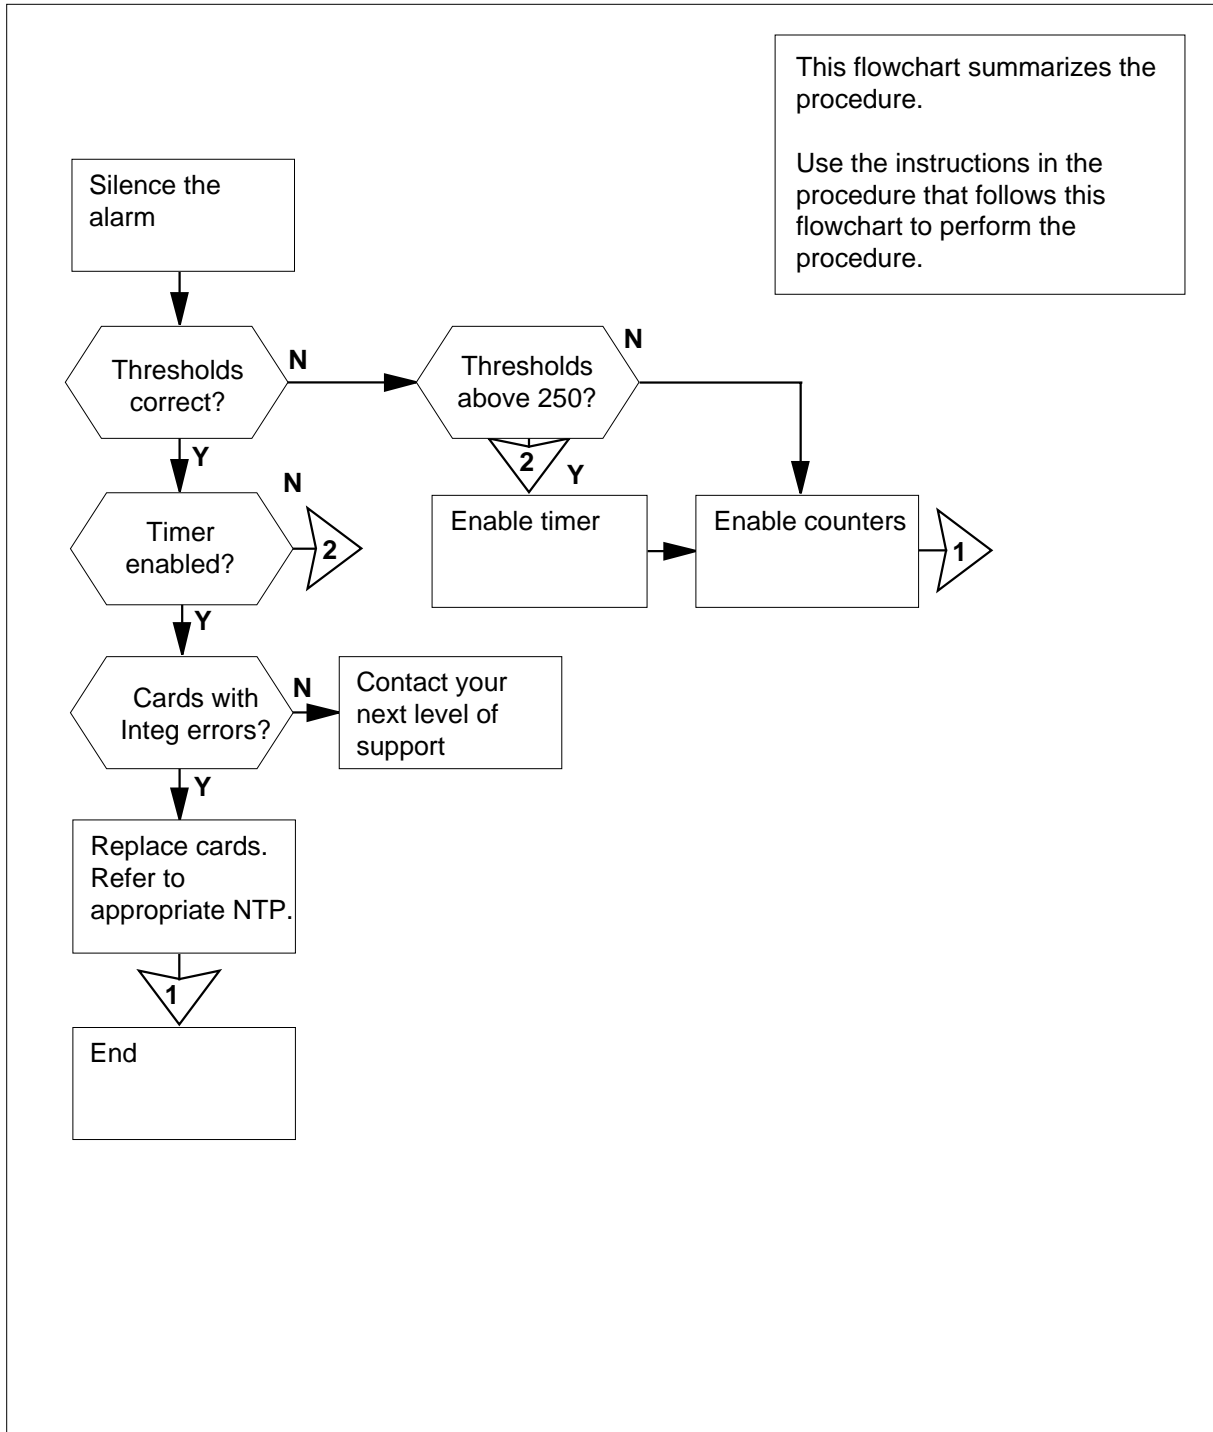 This flowchart summarizes the
procedure.
Use the instructions in the
procedure that follows this
flowchart to perform the
procedure.
Silence the
alarm
Thresholds
correct?
N
Thresholds
above 250?
N
Y
2
Y
Timer
enabled?
N
2
Enable timer
Enable counters
1
Y
Cards with
Integ errors?
N
Contact your
next level of
support
Y
Replace cards.
Refer to
appropriate NTP.
1
End